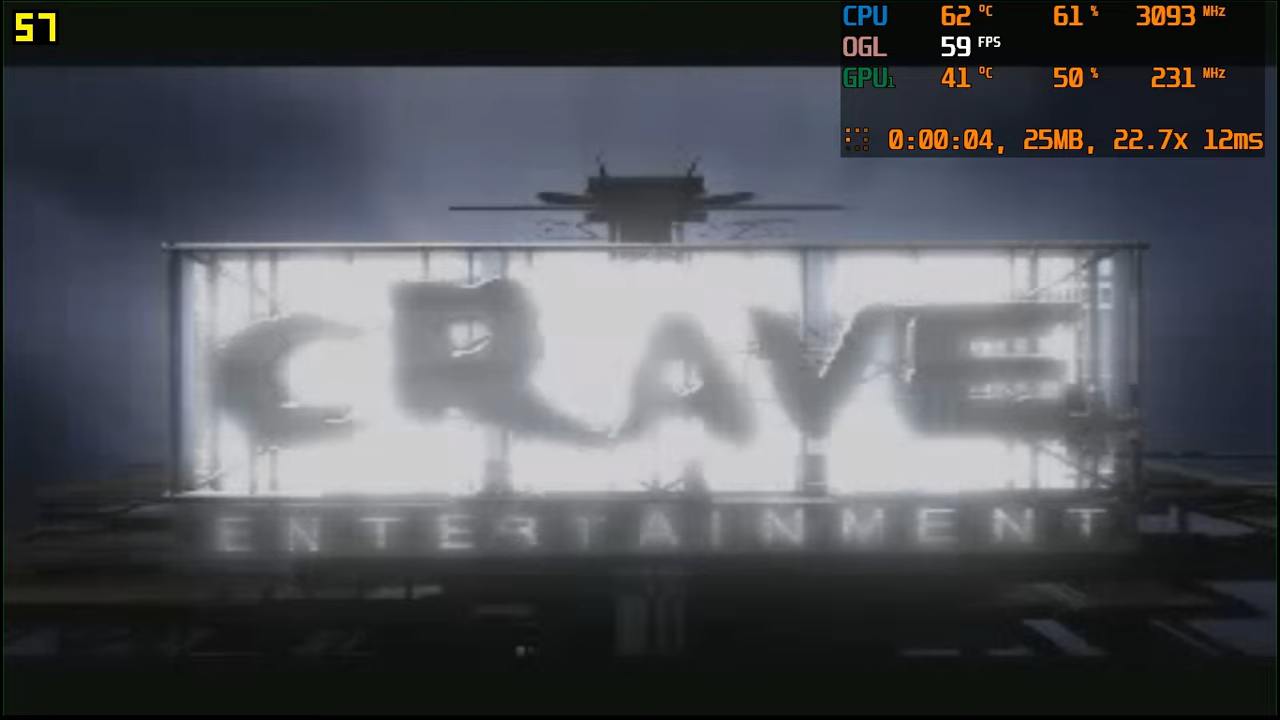 57
CPU 62 °C 61 % 3093 MHz
OGL 59 FPS
GPU1 41 °C 50 % 231 MHz
0:00:04, 25MB, 22.7x 12ms
CRAVE
ENTERTAINMENT